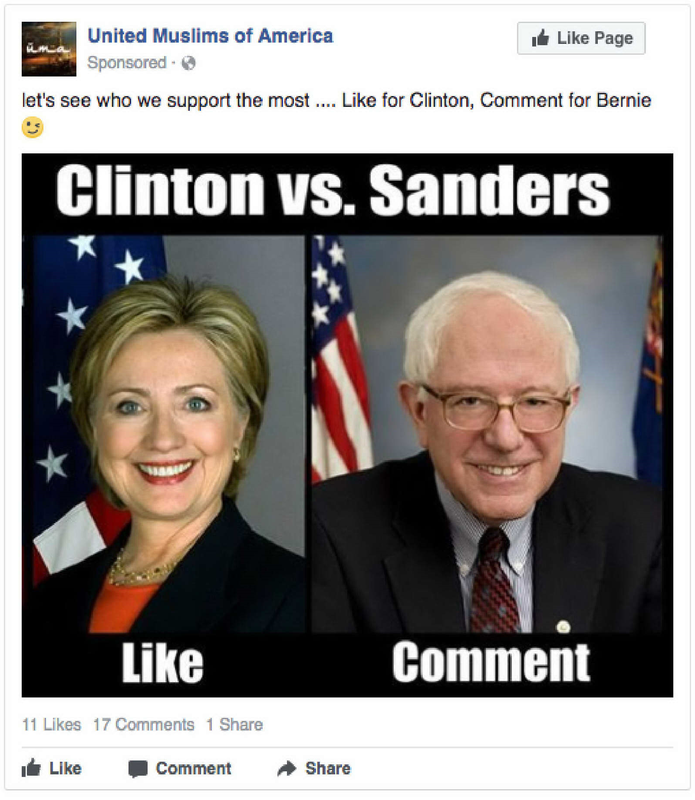 uma
United Muslims of America
Like Page
Sponsored ·
let's see who we support the most .... Like for Clinton, Comment for Bernie
😉
Clinton vs. Sanders
Like
Comment
11 Likes 17 Comments 1 Share
Like Comment Share